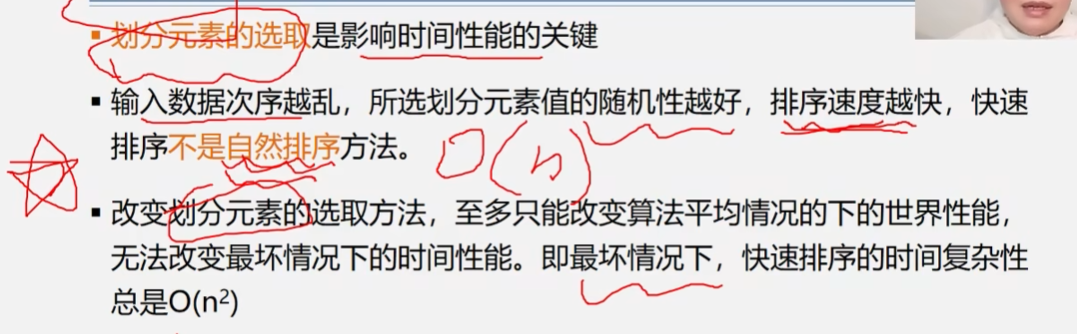 ▪ 划分元素的选取是影响时间性能的关键
▪ 输入数据次序越乱，所选划分元素值的随机性越好，排序速度越快，快速
排序不是自然排序方法。 O(n)
▪ 改变划分元素的选取方法，至多只能改变算法平均情况的下的世界性能，
无法改变最坏情况下的时间性能。即最坏情况下，快速排序的时间复杂性
总是O(n²)